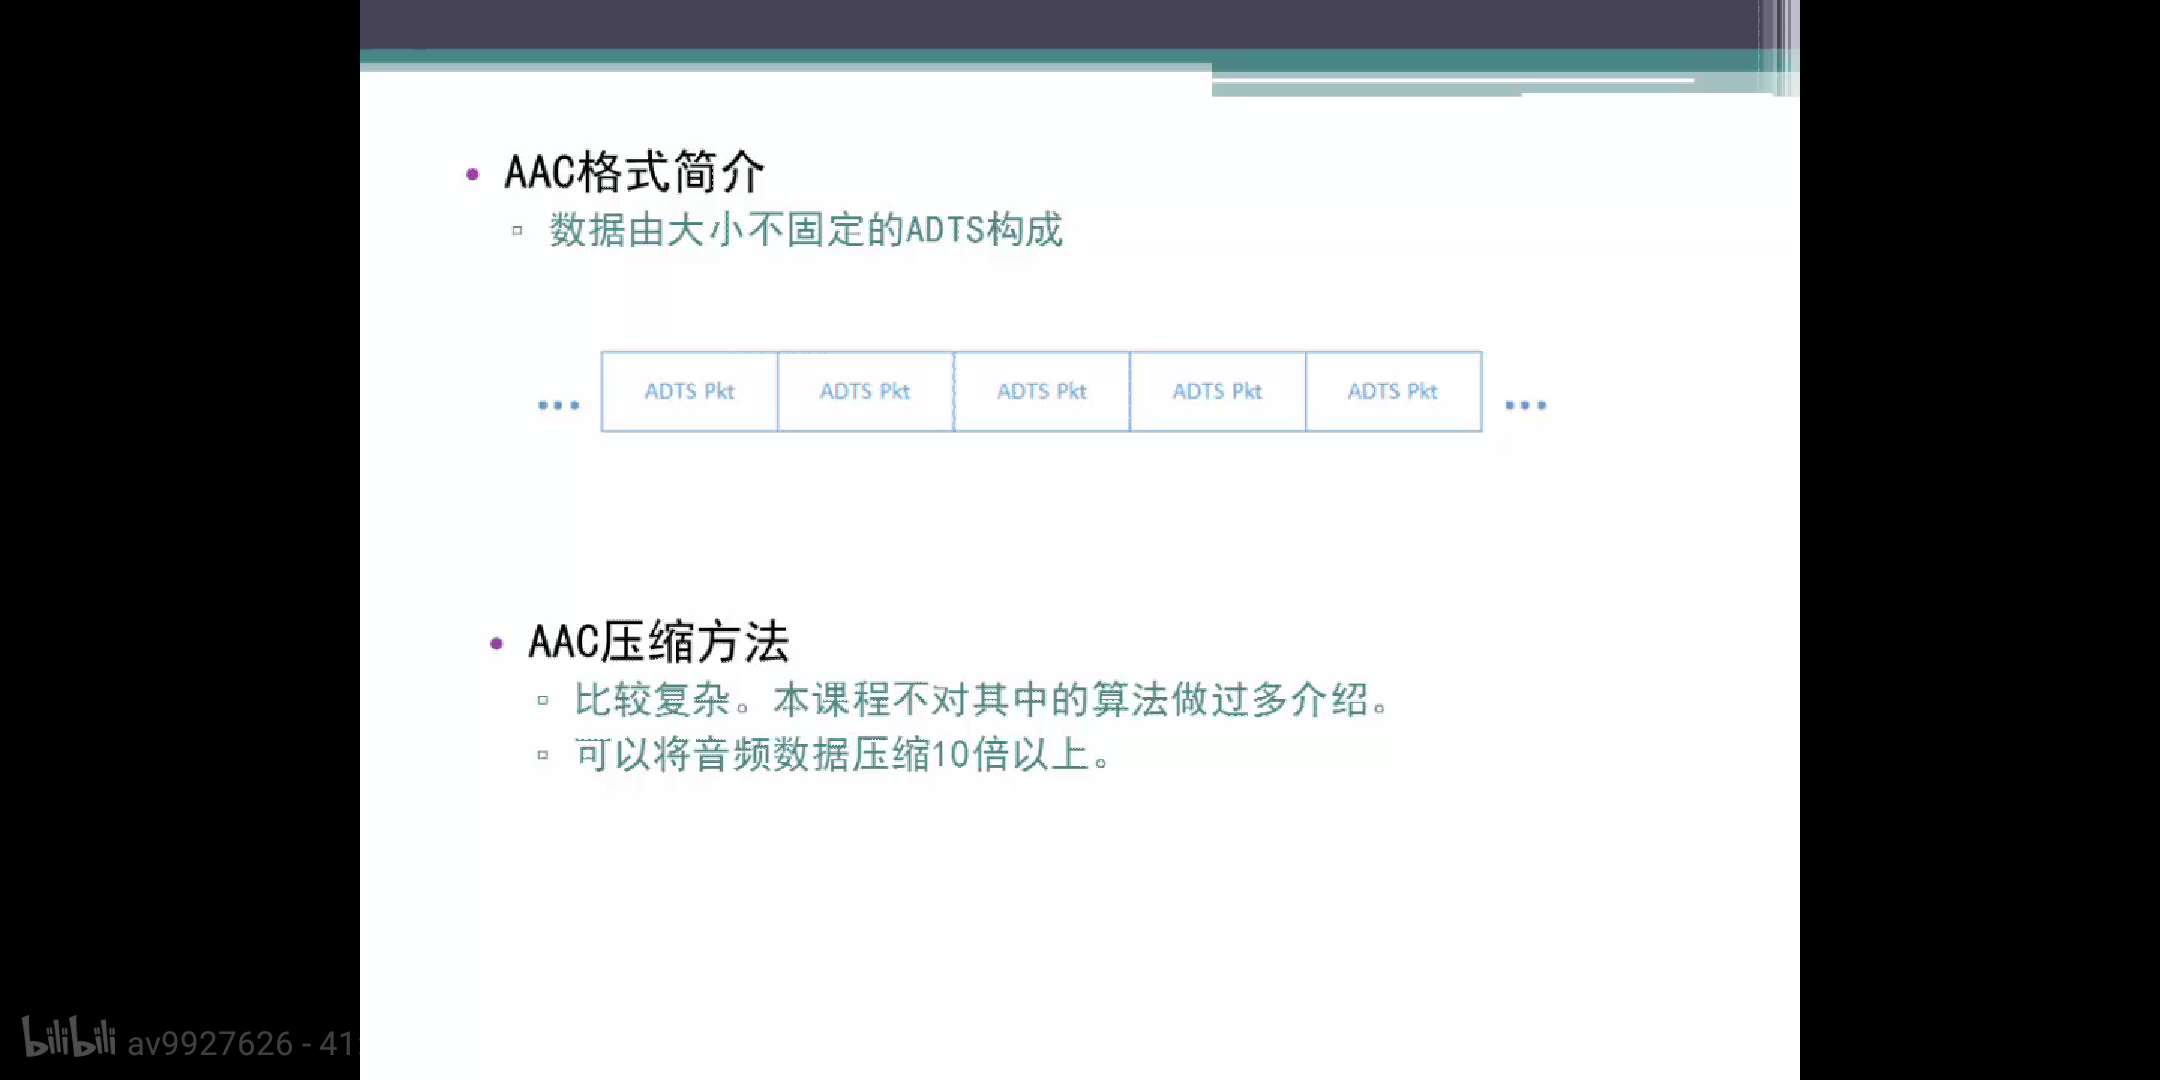 AAC格式简介
数据由大小不固定的ADTS构成
... ADTS Pkt ADTS Pkt ADTS Pkt ADTS Pkt ADTS Pkt ...
AAC压缩方法
比较复杂。本课程不对其中的算法做过多介绍。
可以将音频数据压缩10倍以上。
bilibili av9927626 - 41